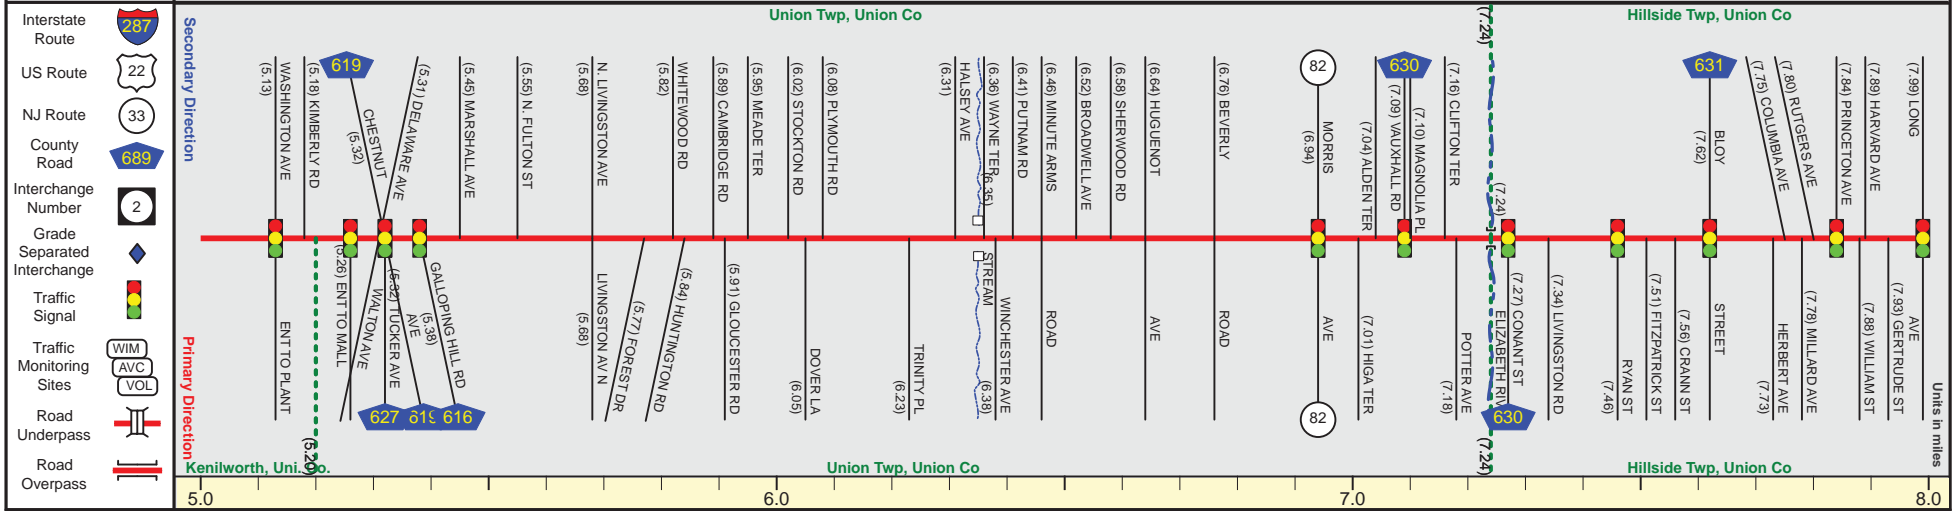 Interstate
Route
287
US Route
22
NJ Route
33
County
Road
689
Interchange
Number
2
Grade
Separated
Interchange
Traffic
Signal
Traffic
Monitoring
Sites
WIM
AVC
VOL
Road
Underpass
Road
Overpass
Secondary Direction
Primary Direction
Union Twp, Union Co
Hillside Twp, Union Co
(7.24)
(5.13)
WASHINGTON AVE
(5.18) KIMBERLY RD
619
CHESTNUT
(5.32)
(5.31) DELAWARE AVE
(5.45) MARSHALL AVE
(5.55) N. FULTON ST
(5.68)
N. LIVINGSTON AVE
(5.82)
WHITEWOOD RD
(5.89) CAMBRIDGE RD
(5.95) MEADE TER
(6.02) STOCKTON RD
(6.08) PLYMOUTH RD
(6.31)
HALSEY AVE
(6.36) WAYNE TER
(6.35)
(6.41) PUTNAM RD
(6.46) MINUTE ARMS
(6.52) BROADWELL AVE
(6.58) SHERWOOD RD
(6.64) HUGUENOT
(6.76) BEVERLY
82
MORRIS
(6.94)
(7.04) ALDEN TER
630
(7.09) VAUXHALL RD
(7.10) MAGNOLIA PL
(7.16) CLIFTON TER
(7.24)
631
BLOY
(7.62)
(7.75) COLUMBIA AVE
(7.80) RUTGERS AVE
(7.84) PRINCETON AVE
(7.89) HARVARD AVE
(7.99) LONG
ENT TO PLANT
(5.26) ENT TO MALL
WALTON AVE
(5.32) TUCKER AVE
AVE
(5.38)
GALLOPING HILL RD
627
619
616
(5.68)
LIVINGSTON AV N
(5.77) FOREST DR
(5.84) HUNTINGTON RD
(5.91) GLOUCESTER RD
DOVER LA
(6.05)
TRINITY PL
(6.23)
STREAM
(6.38)
WINCHESTER AVE
ROAD
AVE
ROAD
AVE
82
(7.01) HIGA TER
POTTER AVE
(7.18)
ELIZABETH RIV
(7.27) CONANT ST
630
(7.34) LIVINGSTON RD
RYAN ST
(7.46)
(7.51) FITZPATRICK ST
(7.56) CRANN ST
STREET
HERBERT AVE
(7.73)
(7.78) MILLARD AVE
(7.88) WILLIAM ST
(7.93) GERTRUDE ST
AVE
Units in miles
Kenilworth, Uni. Co.
(5.20)
Union Twp, Union Co
(7.24)
Hillside Twp, Union Co
5.0
6.0
7.0
8.0